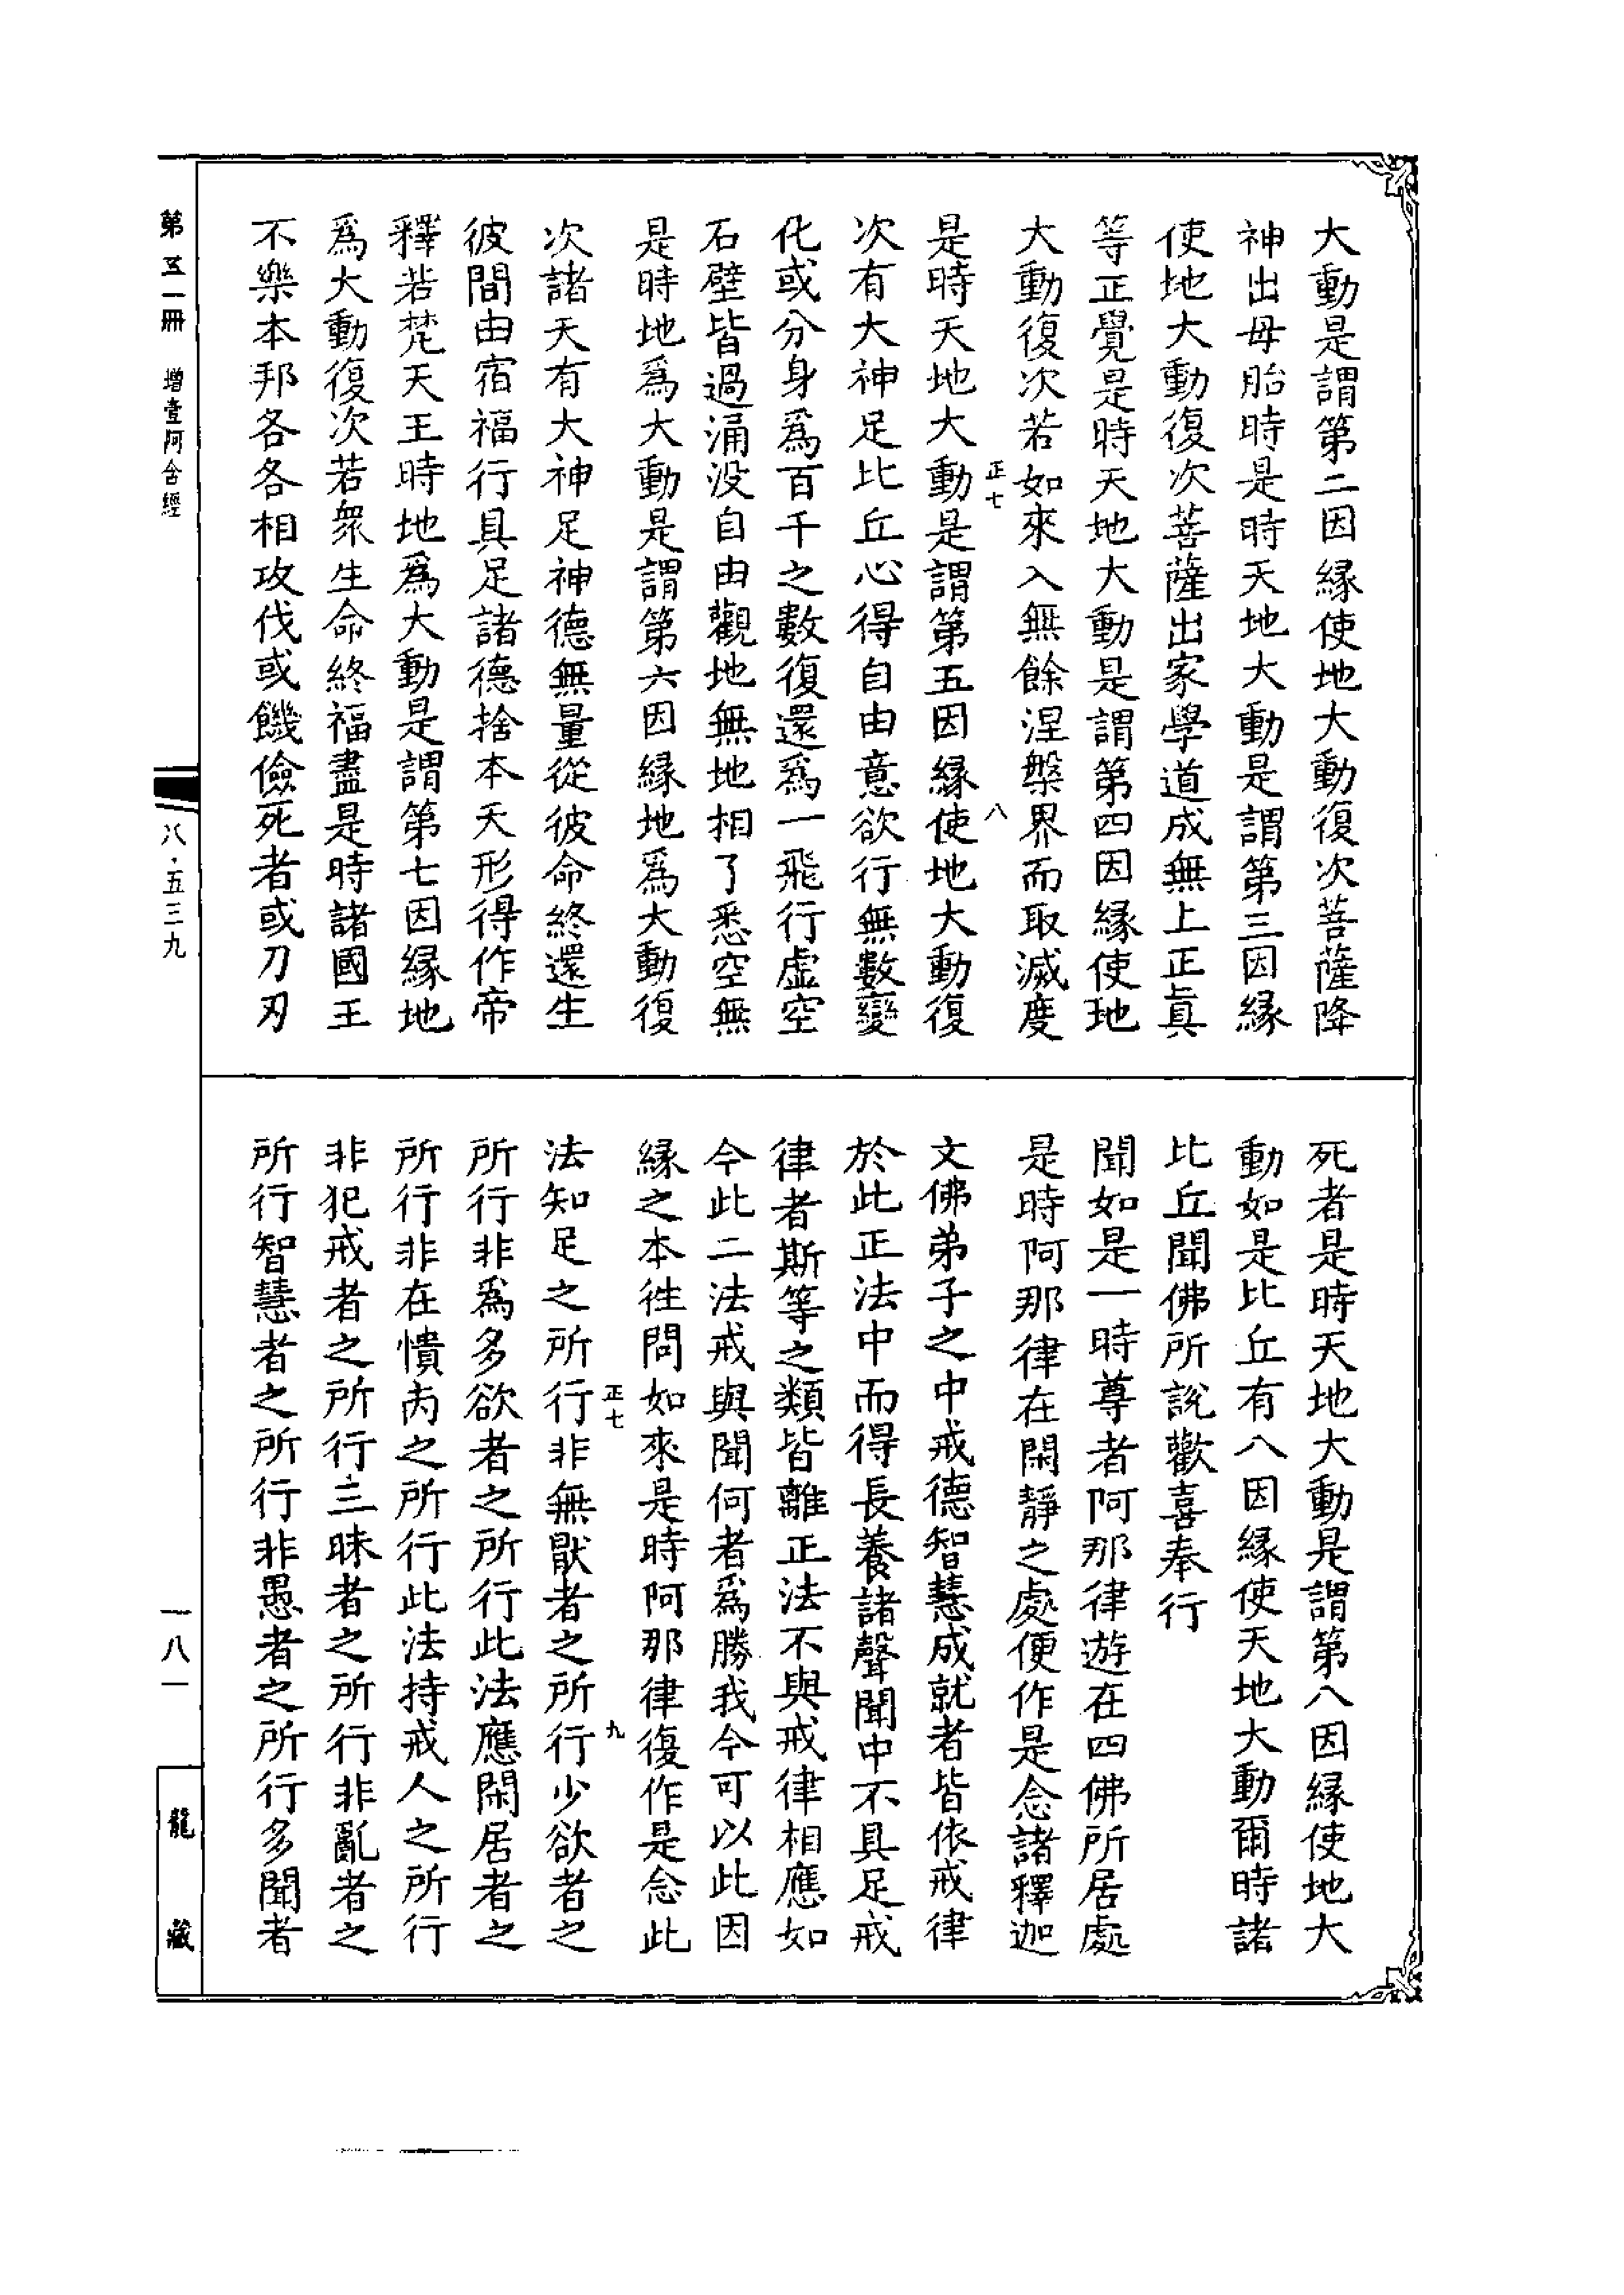 大動是謂第二因緣使地大動復次菩薩降
神出母胎時是時天地大動是謂第三因緣
使地大動復次菩薩出家學道成無上正真
等正覺是時天地大動是謂第四因緣使地
大動復次若如來入無餘涅槃界而取滅度
正七 八
是時天地大動是謂第五因緣使地大動復
次有大神足比丘心得自由意欲行無數變
化或分身爲百千之數復還爲一飛行虛空
石壁皆過涌没自由觀地無地相了悉空無
是時地爲大動是謂第六因緣地爲大動復
次諸天有大神足神德無量從彼命終還生
彼間由宿福行具足諸德捨本天形得作帝
釋若梵天王時地爲大動是謂第七因緣地
爲大動復次若衆生命終福盡是時諸國王
不樂本邦各各相攻伐或饑儉死者或刀刃
死者是時天地大動是謂第八因緣使地大
動如是比丘有八因緣使天地大動爾時諸
比丘聞佛所說歡喜奉行
聞如是一時尊者阿那律遊在四佛所居處
是時阿那律在閑靜之處便作是念諸釋迦
文佛弟子之中戒德智慧成就者皆依戒律
於此正法中而得長養諸聲聞中不具足戒
律者斯等之類皆離正法不與戒律相應如
今此二法戒與聞何者爲勝我今可以此因
緣之本往問如來是時阿那律復作是念此
正七 九
法知足之所行非無猒者之所行少欲者之
所行非爲多欲者之所行此法應閑居者之
所行非在憒丙之所行此法持戒人之所行
非犯戒者之所行三昧者之所行非亂者之
所行智慧者之所行非愚者之所行多聞者
第五一冊 增壹阿含經
八·五三九
一八一
龍藏